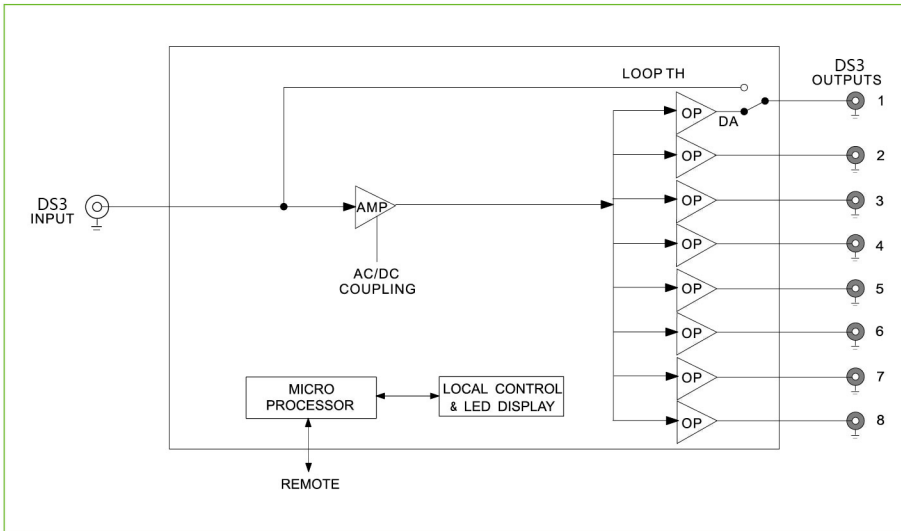 LOOP TH
DS3
OUTPUTS
OP
DA
1
OP
2
OP
3
DS3
INPUT
AMP
OP
4
AC/DC
COUPLING
OP
5
OP
6
MICRO
PROCESSOR
LOCAL CONTROL
& LED DISPLAY
OP
7
OP
8
REMOTE